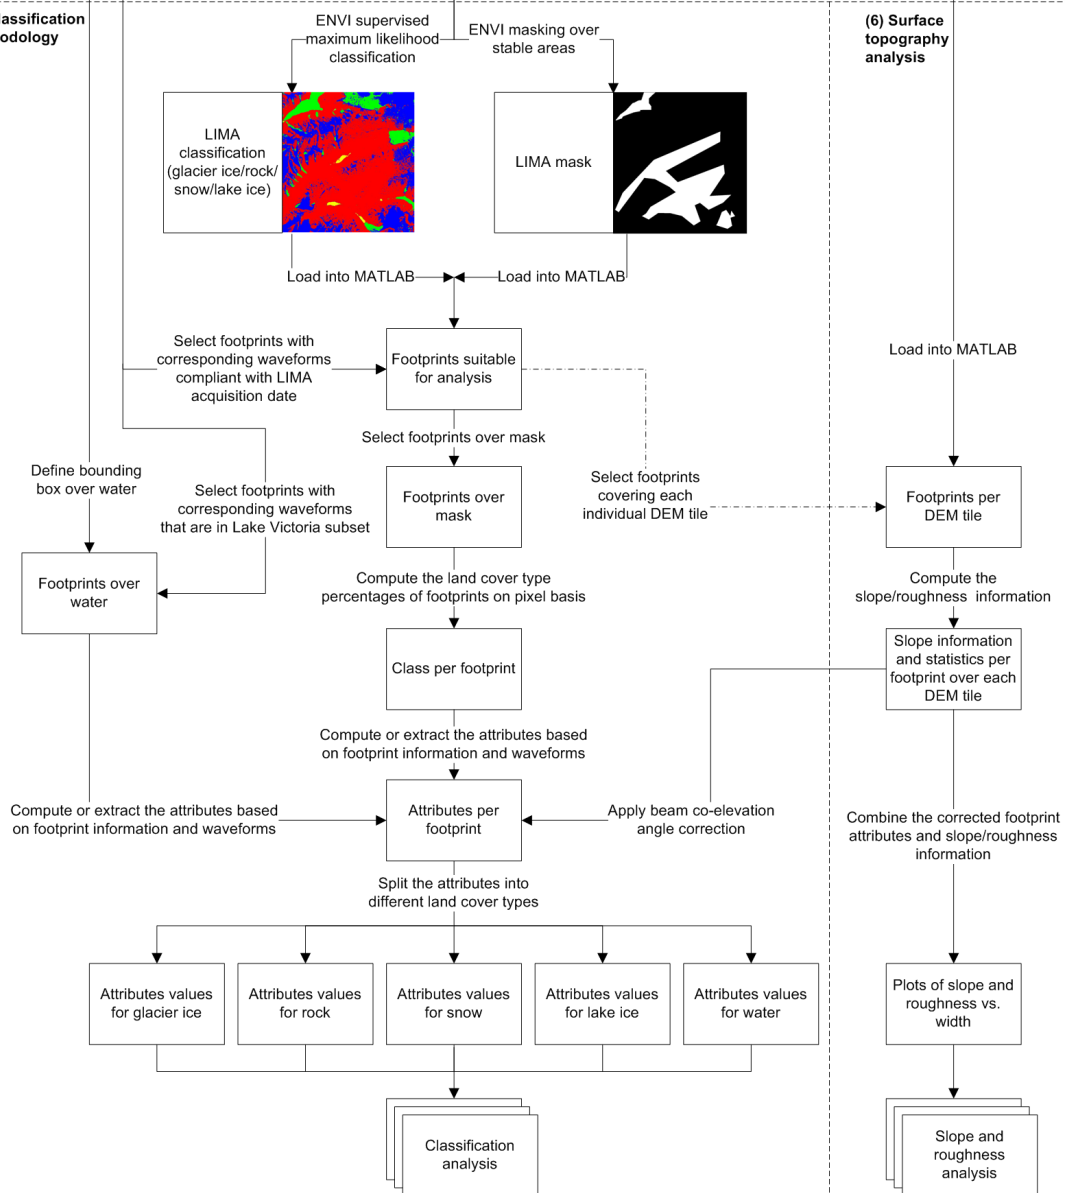 lassification
odology
ENVI supervised
maximum likelihood
classification
ENVI masking over
stable areas
(6) Surface
topography
analysis
LIMA
classification
(glacier ice/rock/
snow/lake ice)
LIMA mask
Load into MATLAB
Load into MATLAB
Select footprints with
corresponding waveforms
compliant with LIMA
acquisition date
Footprints suitable
for analysis
Load into MATLAB
Select footprints over mask
Define bounding
box over water
Select footprints with
corresponding waveforms
that are in Lake Victoria subset
Footprints over
mask
Select footprints
covering each
individual DEM tile
Footprints per
DEM tile
Footprints over
water
Compute the land cover type
percentages of footprints on pixel basis
Compute the
slope/roughness information
Class per footprint
Slope information
and statistics per
footprint over each
DEM tile
Compute or extract the attributes based
on footprint information and waveforms
Compute or extract the attributes based
on footprint information and waveforms
Attributes per
footprint
Apply beam co-elevation
angle correction
Combine the corrected footprint
attributes and slope/roughness
information
Split the attributes into
different land cover types
Attributes values
for glacier ice
Attributes values
for rock
Attributes values
for snow
Attributes values
for lake ice
Attributes values
for water
Plots of slope and
roughness vs.
width
Classification
analysis
Slope and
roughness
analysis